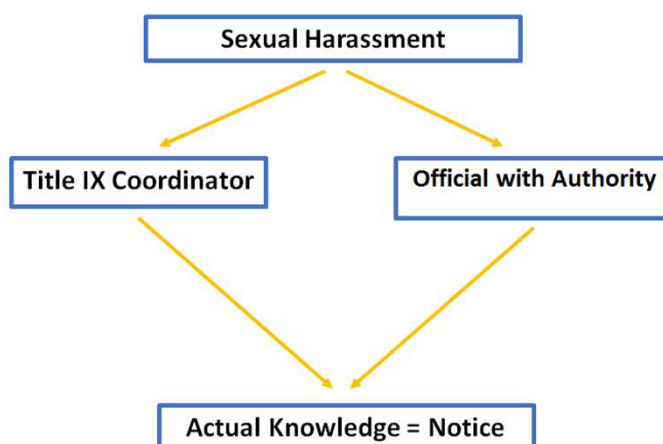 Sexual Harassment
Title IX Coordinator
Official with Authority
Actual Knowledge = Notice